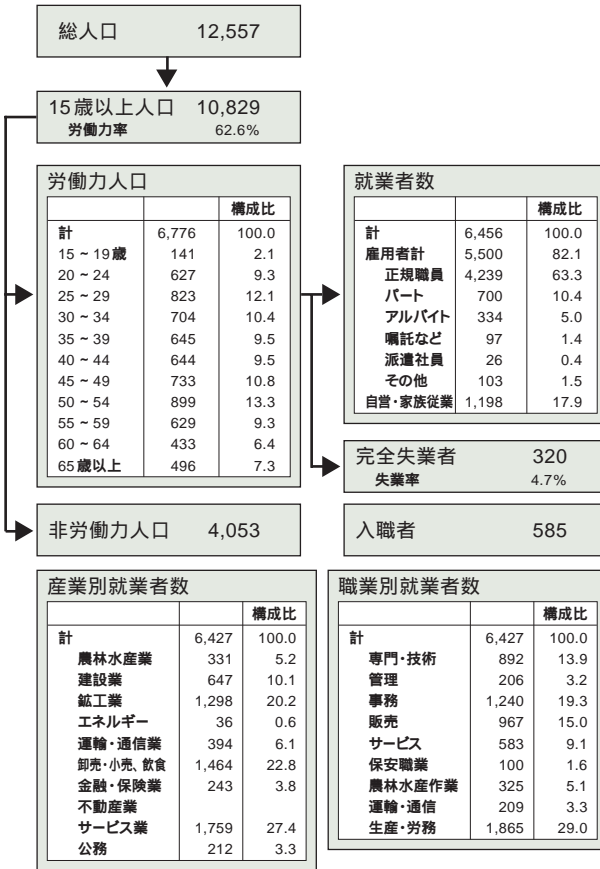 総人口 12,557
15歳以上人口 10,829
労働力率 62.6%
労働力人口
構成比
計 6,776 100.0
15 ~ 19歳 141 2.1
20 ~ 24 627 9.3
25 ~ 29 823 12.1
30 ~ 34 704 10.4
35 ~ 39 645 9.5
40 ~ 44 644 9.5
45 ~ 49 733 10.8
50 ~ 54 899 13.3
55 ~ 59 629 9.3
60 ~ 64 433 6.4
65歳以上 496 7.3
就業者数
構成比
計 6,456 100.0
雇用者計 5,500 82.1
正規職員 4,239 63.3
パート 700 10.4
アルバイト 334 5.0
嘱託など 97 1.4
派遣社員 26 0.4
その他 103 1.5
自営・家族従業 1,198 17.9
完全失業者 320
失業率 4.7%
非労働力人口 4,053
入職者 585
産業別就業者数
構成比
計 6,427 100.0
農林水産業 331 5.2
建設業 647 10.1
鉱工業 1,298 20.2
エネルギー 36 0.6
運輸・通信業 394 6.1
卸売・小売、飲食 1,464 22.8
金融・保険業 243 3.8
不動産業
サービス業 1,759 27.4
公務 212 3.3
職業別就業者数
構成比
計 6,427 100.0
専門・技術 892 13.9
管理 206 3.2
事務 1,240 19.3
販売 967 15.0
サービス 583 9.1
保安職業 100 1.6
農林水産作業 325 5.1
運輸・通信 209 3.3
生産・労務 1,865 29.0